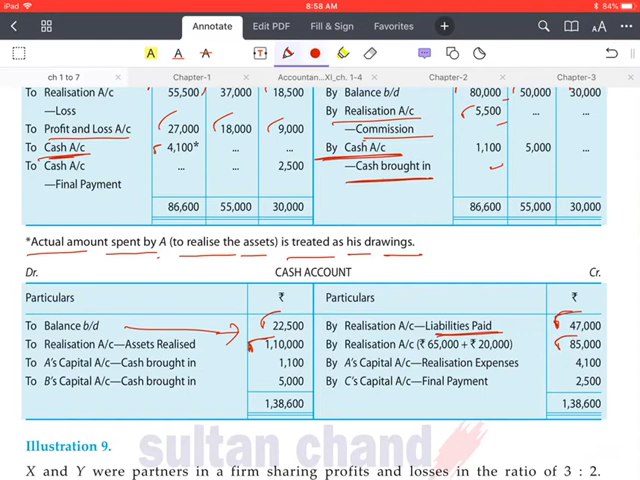 iPad
8:58 AM
84%
Annotate Edit PDF Fill & Sign Favorites
ch 1 to 7 Chapter-1 Accountan...XI_ch. 1-4 Chapter-2 Chapter-3
To Realisation A/c 55,500 37,000 18,500 By Balance b/d 80,000 50,000 30,000
—Loss By Realisation A/c 5,500 ... ...
To Profit and Loss A/c 27,000 18,000 9,000 —Commission
To Cash A/c 4,100* ... ... By Cash A/c 1,100 5,000 ...
To Cash A/c ... ... 2,500 —Cash brought in
—Final Payment
86,600 55,000 30,000 86,600 55,000 30,000
*Actual amount spent by A (to realise the assets) is treated as his drawings.
Dr. CASH ACCOUNT Cr.
Particulars ₹ Particulars ₹
To Balance b/d 22,500 By Realisation A/c—Liabilities Paid 47,000
To Realisation A/c—Assets Realised 1,10,000 By Realisation A/c (₹ 65,000 + ₹ 20,000) 85,000
To A's Capital A/c—Cash brought in 1,100 By A's Capital A/c—Realisation Expenses 4,100
To B's Capital A/c—Cash brought in 5,000 By C's Capital A/c—Final Payment 2,500
1,38,600 1,38,600
Illustration 9.
sultan chand
X and Y were partners in a firm sharing profits and losses in the ratio of 3 : 2.